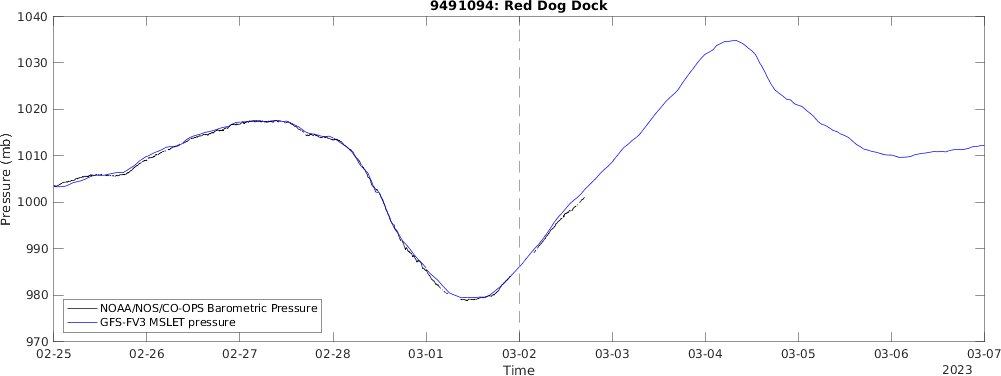 9491094: Red Dog Dock
1040
1030
1020
1010
1000
990
980
970
Pressure (mb)
NOAA/NOS/CO-OPS Barometric Pressure
GFS-FV3 MSLET pressure
02-25 02-26 02-27 02-28 03-01 03-02 03-03 03-04 03-05 03-06 03-07
Time
2023